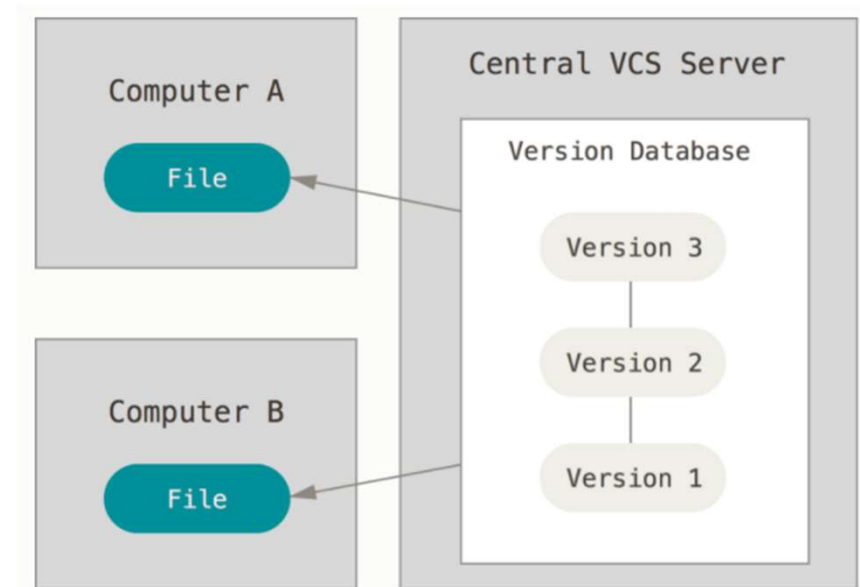 Computer A
File
Computer B
File
Central VCS Server
Version Database
Version 3
Version 2
Version 1